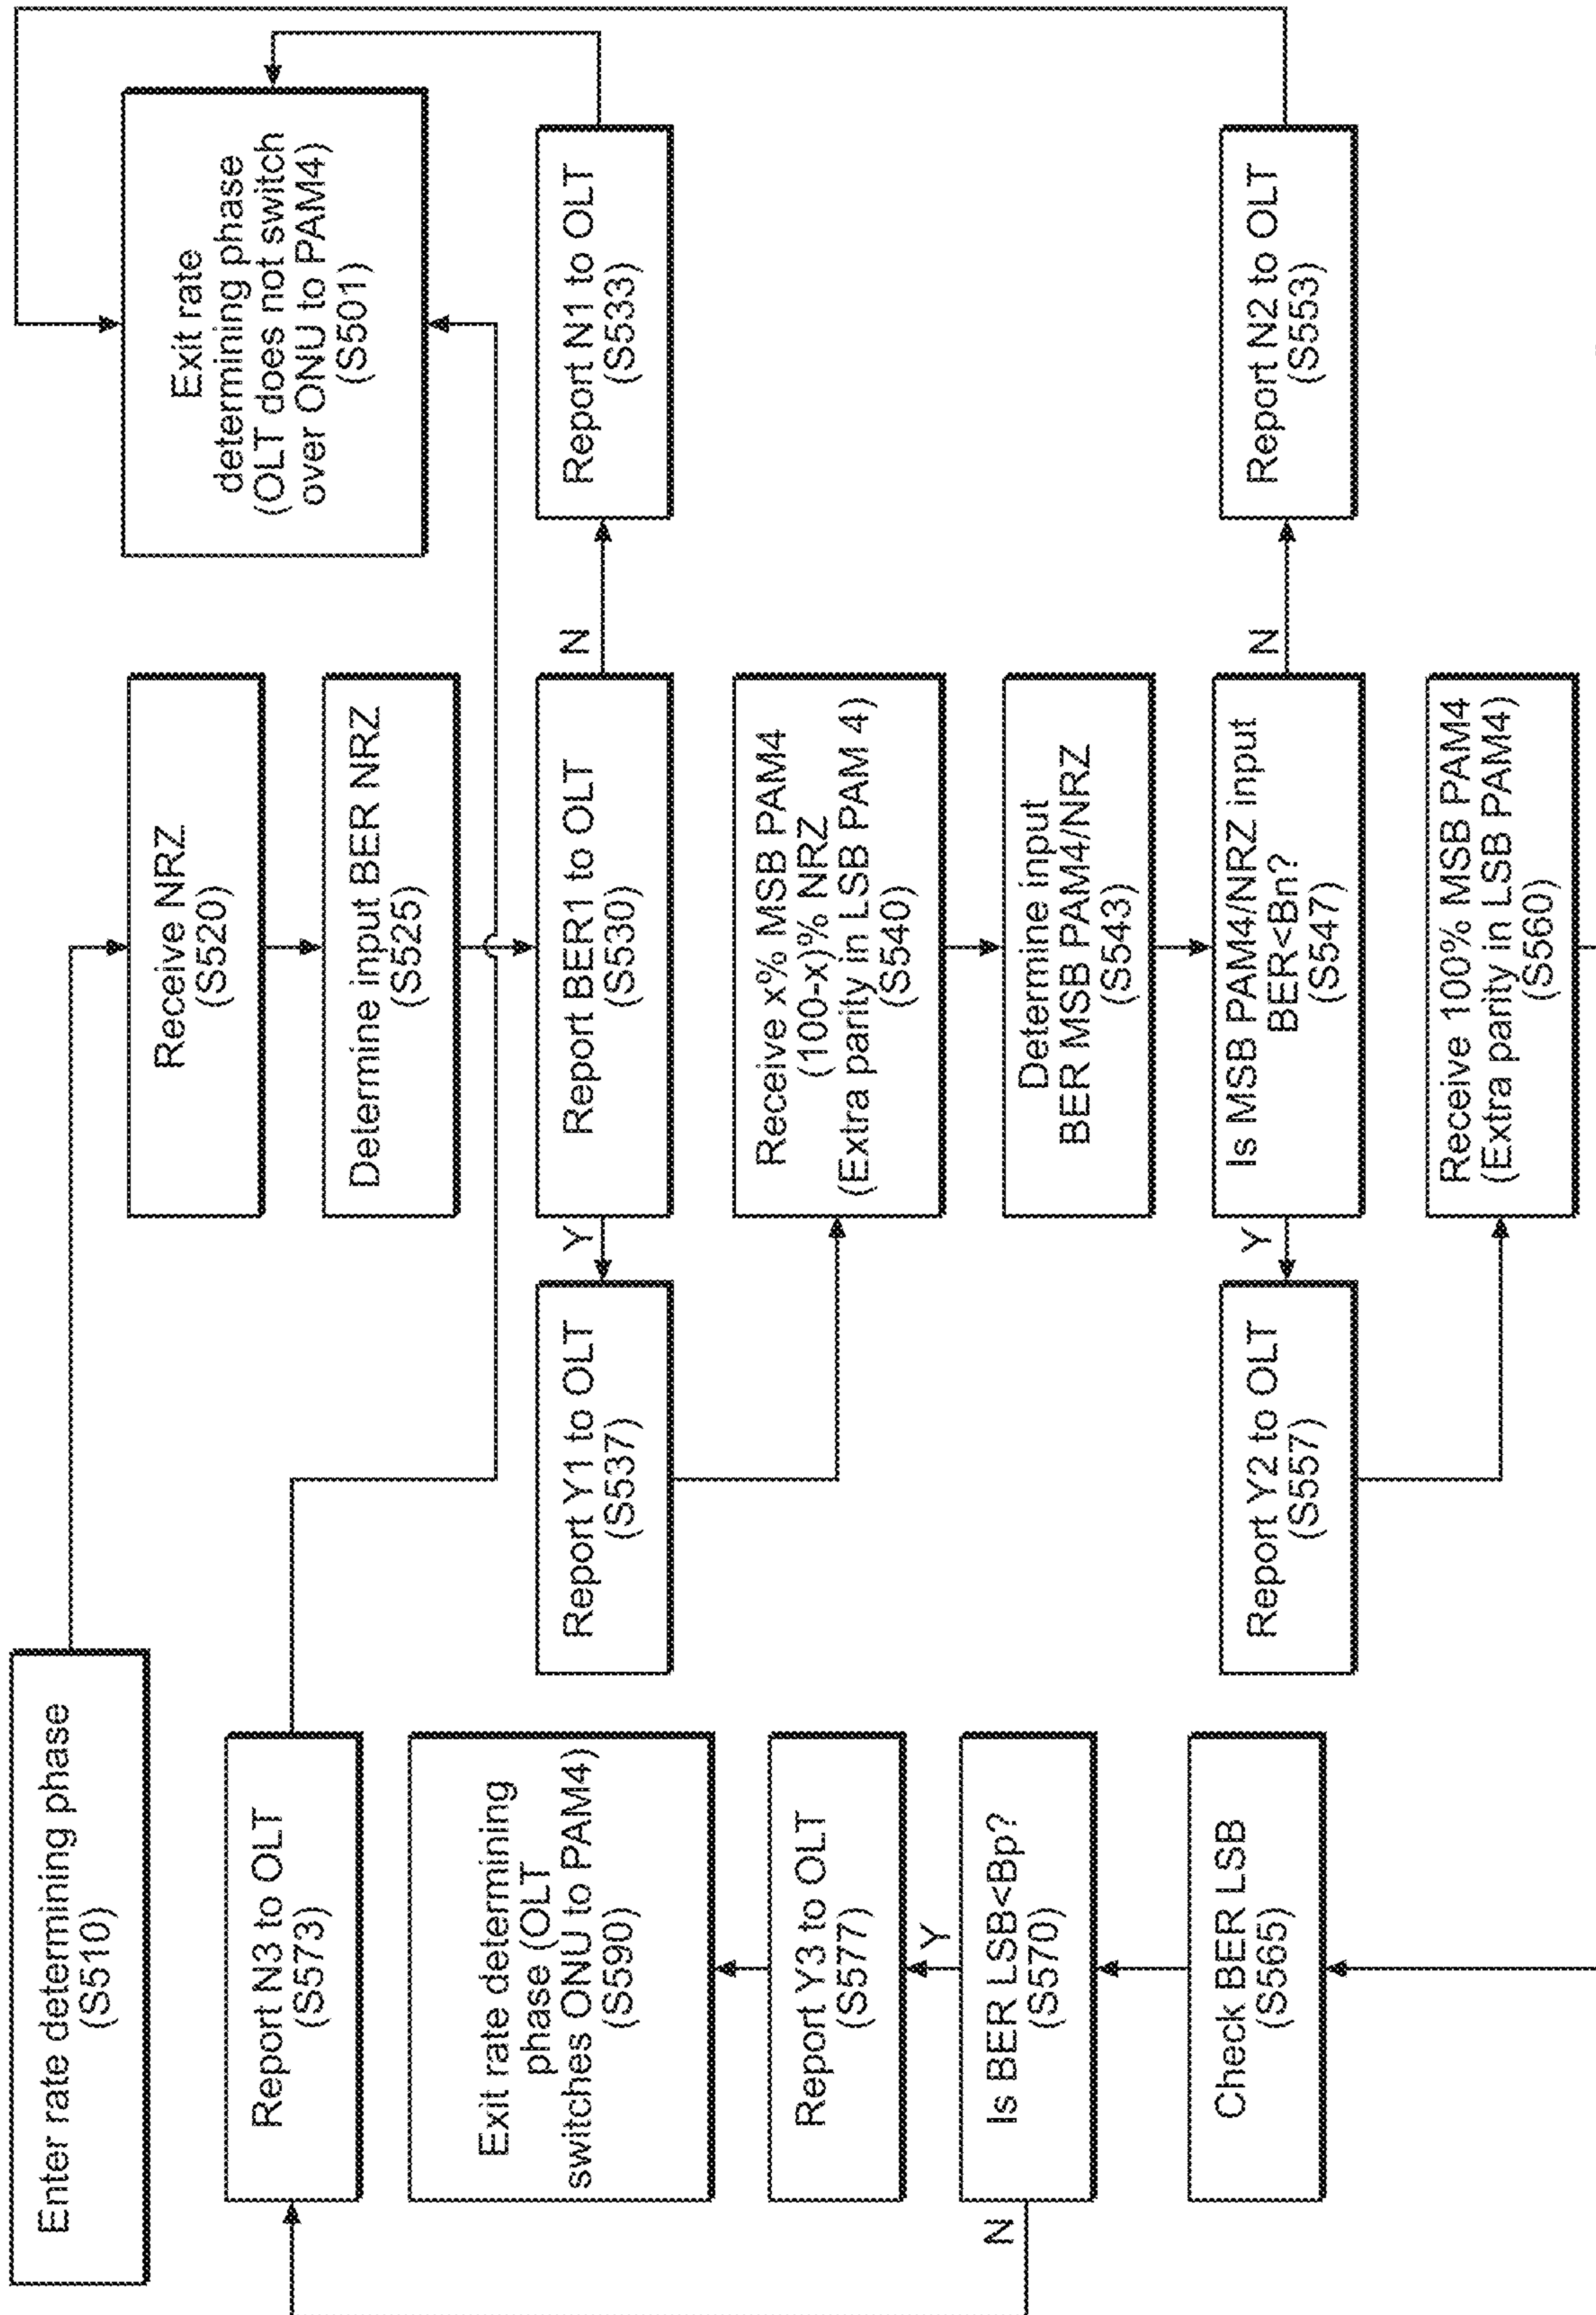 Enter rate determining phase
(S510)
Receive NRZ
(S520)
Determine input BER NRZ
(S525)
Report BER1 to OLT
(S530)
N
Report N1 to OLT
(S533)
Exit rate
determining phase
(OLT does not switch
over ONU to PAM4)
(S501)
Y
Report Y1 to OLT
(S537)
Receive x% MSB PAM4
(100-x)% NRZ
(Extra parity in LSB PAM 4)
(S540)
Determine input
BER MSB PAM4/NRZ
(S543)
Is MSB PAM4/NRZ input
BER<Bn?
(S547)
N
Report N2 to OLT
(S553)
Y
Report Y2 to OLT
(S557)
Receive 100% MSB PAM4
(Extra parity in LSB PAM4)
(S560)
Check BER LSB
(S565)
Is BER LSB<Bp?
(S570)
N
Report N3 to OLT
(S573)
Y
Report Y3 to OLT
(S577)
Exit rate determining
phase (OLT
switches ONU to PAM4)
(S590)